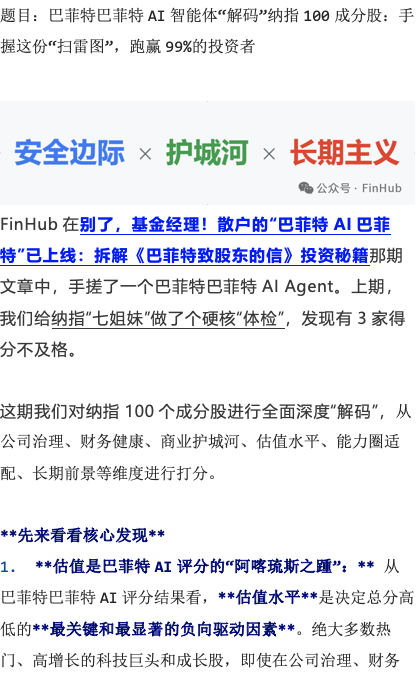 题目：巴菲特巴菲特 AI 智能体“解码”纳指 100 成分股：手
握这份“扫雷图”，跑赢 99%的投资者
安全边际 × 护城河 × 长期主义
公众号 · FinHub
FinHub 在别了，基金经理！散户的“巴菲特 AI 巴菲
特”已上线：拆解《巴菲特致股东的信》投资秘籍那期
文章中，手搓了一个巴菲特巴菲特 AI Agent。上期，
我们给纳指“七姐妹”做了个硬核“体检”，发现有 3 家得
分不及格。
这期我们对纳指 100 个成分股进行全面深度“解码”，从
公司治理、财务健康、商业护城河、估值水平、能力圈适
配、长期前景等维度进行打分。
**先来看看核心发现**
1. **估值是巴菲特 AI 评分的“阿喀琉斯之踵”：** 从
巴菲特巴菲特 AI 评分结果看，**估值水平**是决定总分高
低的**最关键和最显著的负向驱动因素**。绝大多数热
门、高增长的科技巨头和成长股，即使在公司治理、财务